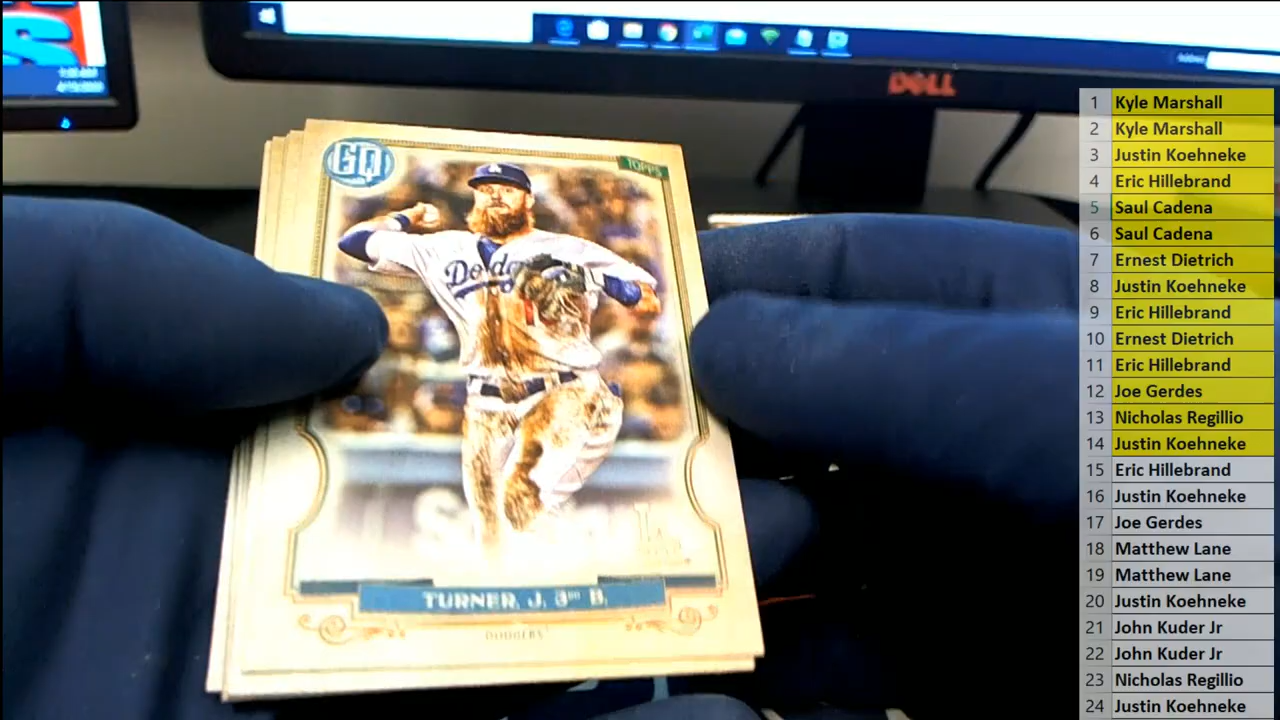 GQ
TOPPS
Dodg
TURNER, J. 3RD B.
DODGERS
DELL
1 Kyle Marshall
2 Kyle Marshall
3 Justin Koehneke
4 Eric Hillebrand
5 Saul Cadena
6 Saul Cadena
7 Ernest Dietrich
8 Justin Koehneke
9 Eric Hillebrand
10 Ernest Dietrich
11 Eric Hillebrand
12 Joe Gerdes
13 Nicholas Regillio
14 Justin Koehneke
15 Eric Hillebrand
16 Justin Koehneke
17 Joe Gerdes
18 Matthew Lane
19 Matthew Lane
20 Justin Koehneke
21 John Kuder Jr
22 John Kuder Jr
23 Nicholas Regillio
24 Justin Koehneke